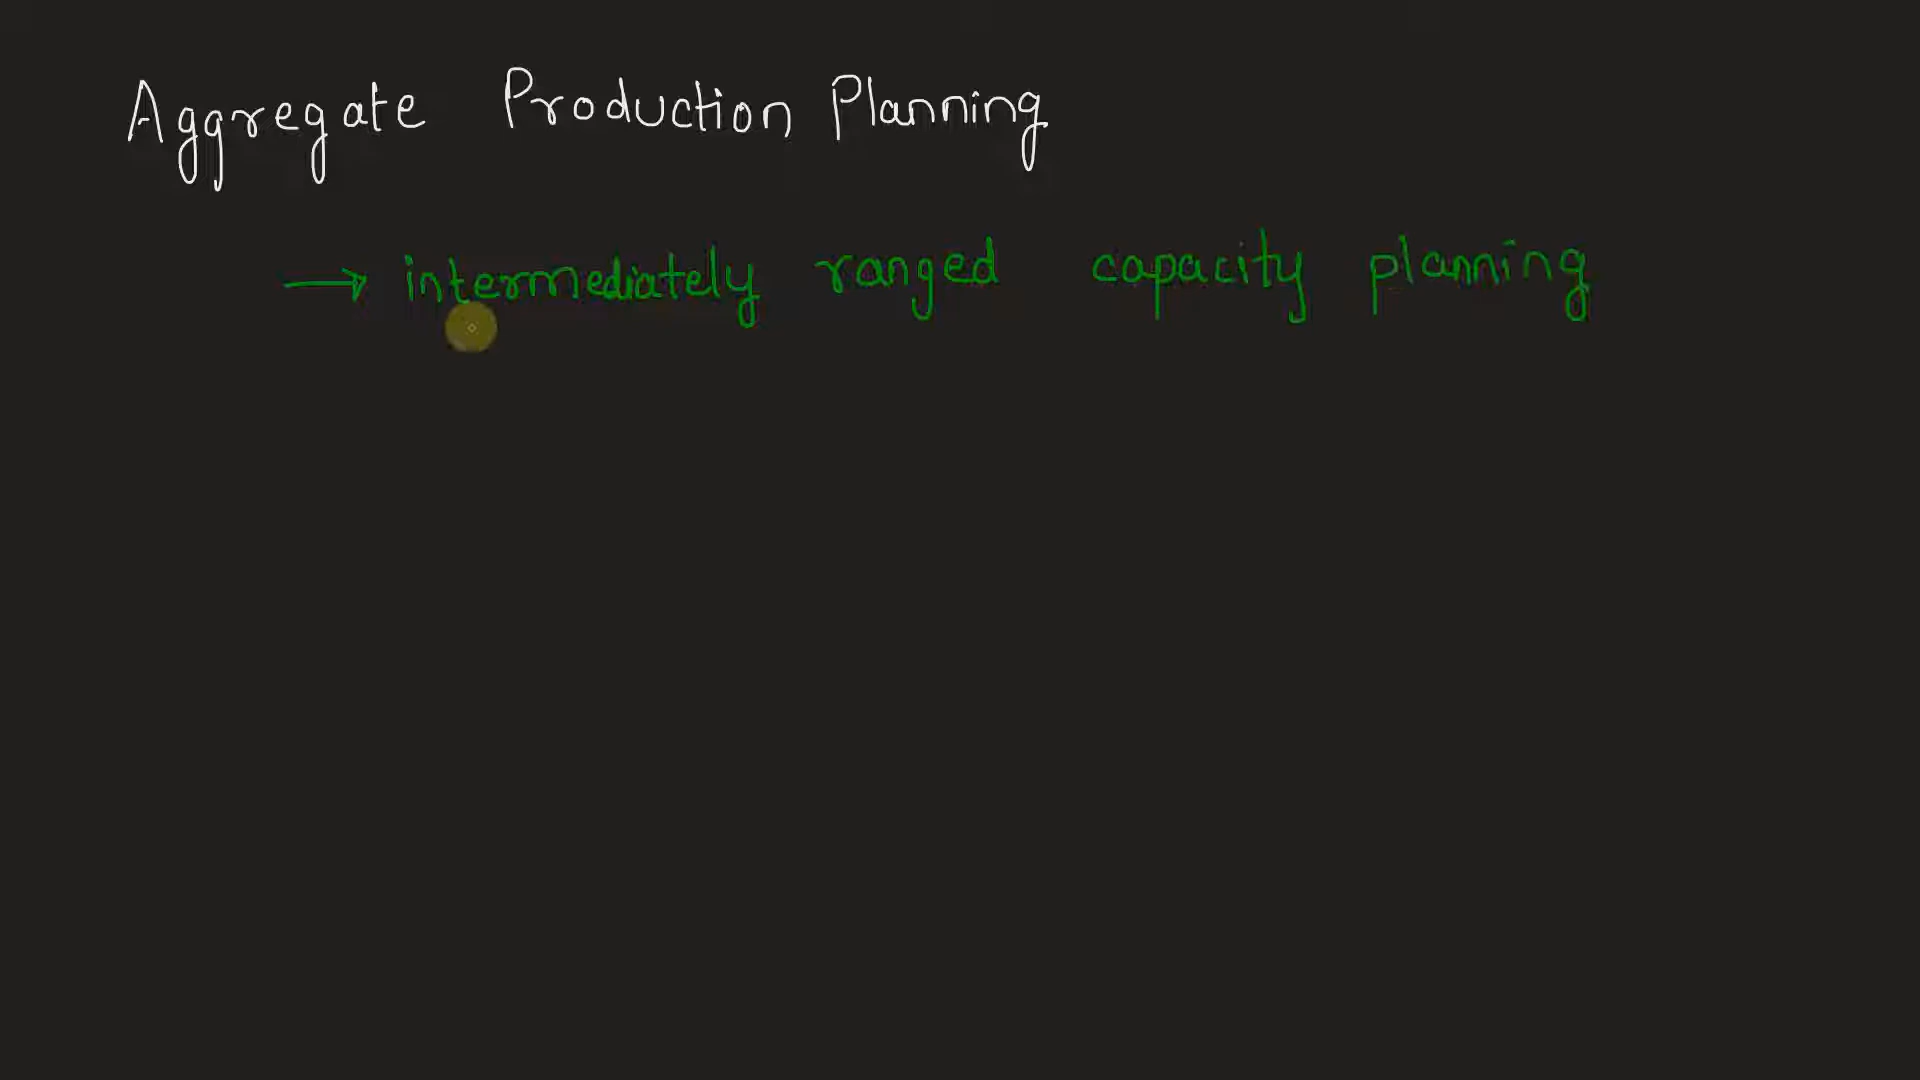 Aggregate Production Planning
→ intermediately ranged capacity planning